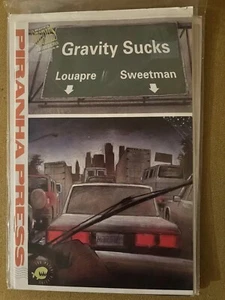 Gravity Sucks
Louapre
Sweetman
PIRANHA PRESS